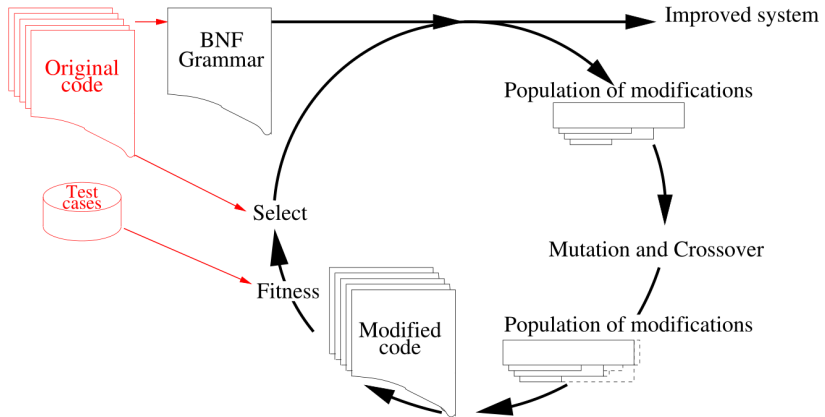 Improved system
BNF
Grammar
Original
code
Population of modifications
Test
cases
Select
Mutation and Crossover
Fitness
Population of modifications
Modified
code